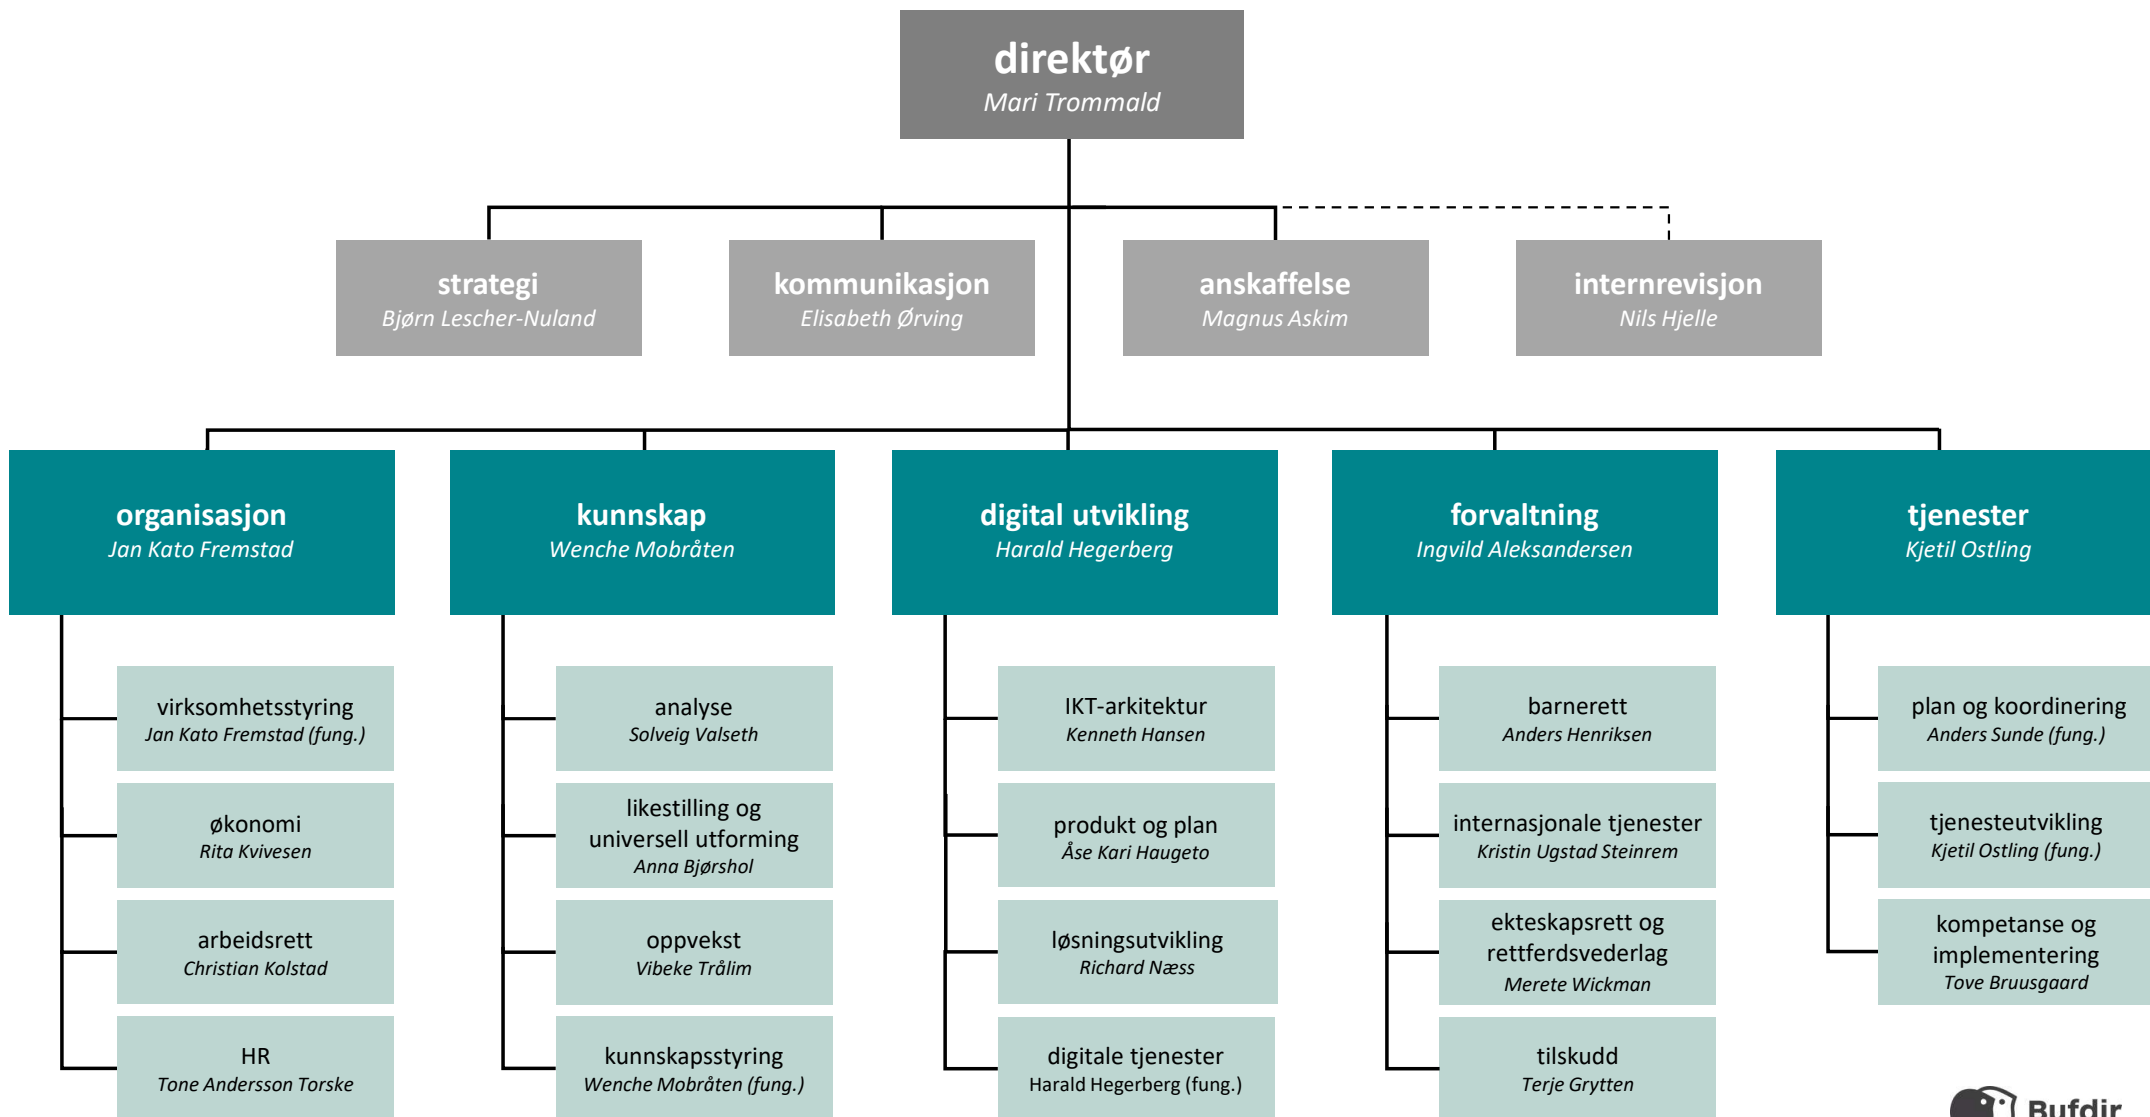 direktør
Mari Trommald
strategi
Bjørn Lescher-Nuland
kommunikasjon
Elisabeth Ørving
anskaffelse
Magnus Askim
internrevisjon
Nils Hjelle
organisasjon
Jan Kato Fremstad
kunnskap
Wenche Mobråten
digital utvikling
Harald Hegerberg
forvaltning
Ingvild Aleksandersen
tjenester
Kjetil Ostling
virksomhetsstyring
Jan Kato Fremstad (fung.)
økonomi
Rita Kvivesen
arbeidsrett
Christian Kolstad
HR
Tone Andersson Torske
analyse
Solveig Valseth
likestilling og
universell utforming
Anna Bjørshol
oppvekst
Vibeke Trålim
kunnskapsstyring
Wenche Mobråten (fung.)
IKT-arkitektur
Kenneth Hansen
produkt og plan
Åse Kari Haugeto
løsningsutvikling
Richard Næss
digitale tjenester
Harald Hegerberg (fung.)
barnerett
Anders Henriksen
internasjonale tjenester
Kristin Ugstad Steinrem
ekteskapsrett og
rettferdsvederlag
Merete Wickman
tilskudd
Terje Grytten
plan og koordinering
Anders Sunde (fung.)
tjenesteutvikling
Kjetil Ostling (fung.)
kompetanse og
implementering
Tove Bruusgaard
Bufdir